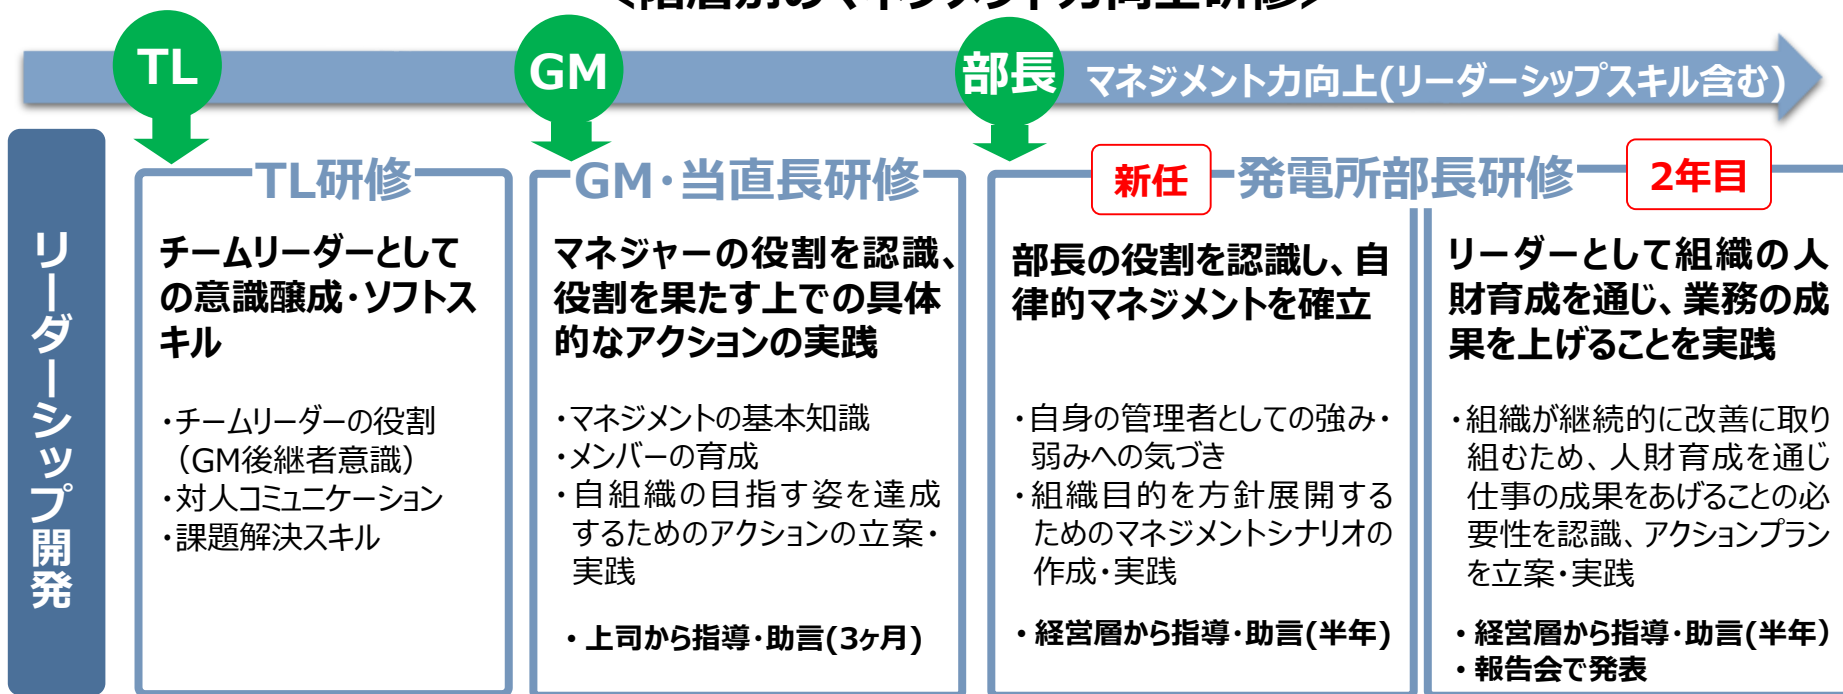 <階層別のマネジメント力向上研修>
TL
GM
部長
マネジメント力向上(リーダーシップスキル含む)
リーダーシップ開発
TL研修
チームリーダーとして
の意識醸成・ソフトス
キル
・チームリーダーの役割
（GM後継者意識）
・対人コミュニケーション
・課題解決スキル
GM・当直長研修
マネジャーの役割を認識、
役割を果たす上での具体
的なアクションの実践
・マネジメントの基本知識
・メンバーの育成
・自組織の目指す姿を達成
するためのアクションの立案・
実践
・上司から指導・助言(3ヶ月)
新任
発電所部長研修
2年目
部長の役割を認識し、自
律的マネジメントを確立
・自身の管理者としての強み・
弱みへの気づき
・組織目的を方針展開する
ためのマネジメントシナリオの
作成・実践
・経営層から指導・助言(半年)
リーダーとして組織の人
財育成を通じ、業務の成
果を上げることを実践
・組織が継続的に改善に取り
組むため、人財育成を通じ
仕事の成果をあげることの必
要性を認識、アクションプラン
を立案・実践
・経営層から指導・助言(半年）
・報告会で発表